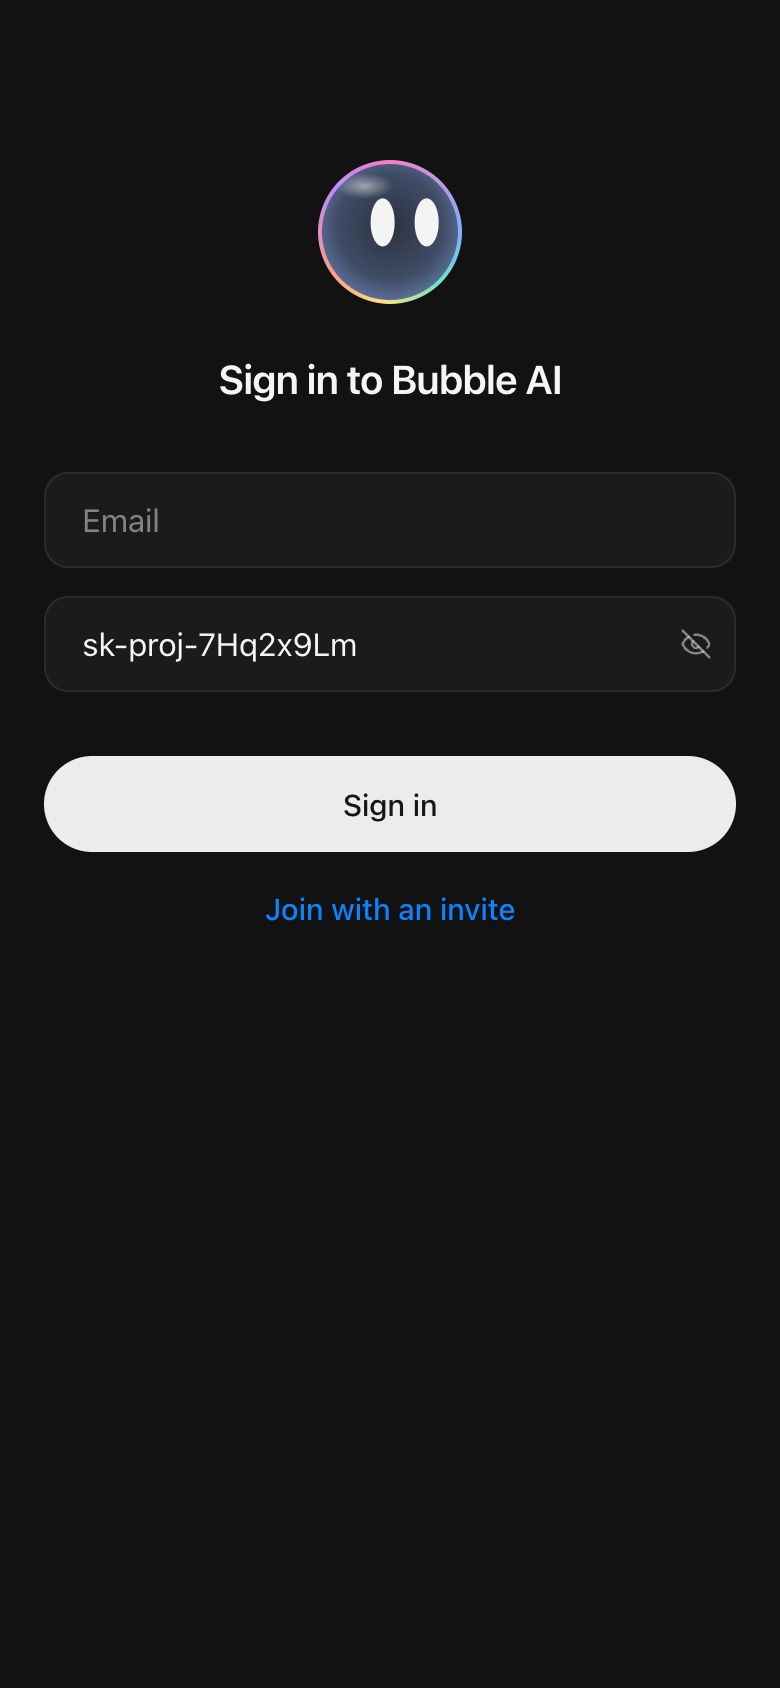 Sign in to Bubble AI
Email
sk-proj-7Hq2x9Lm
Sign in
Join with an invite